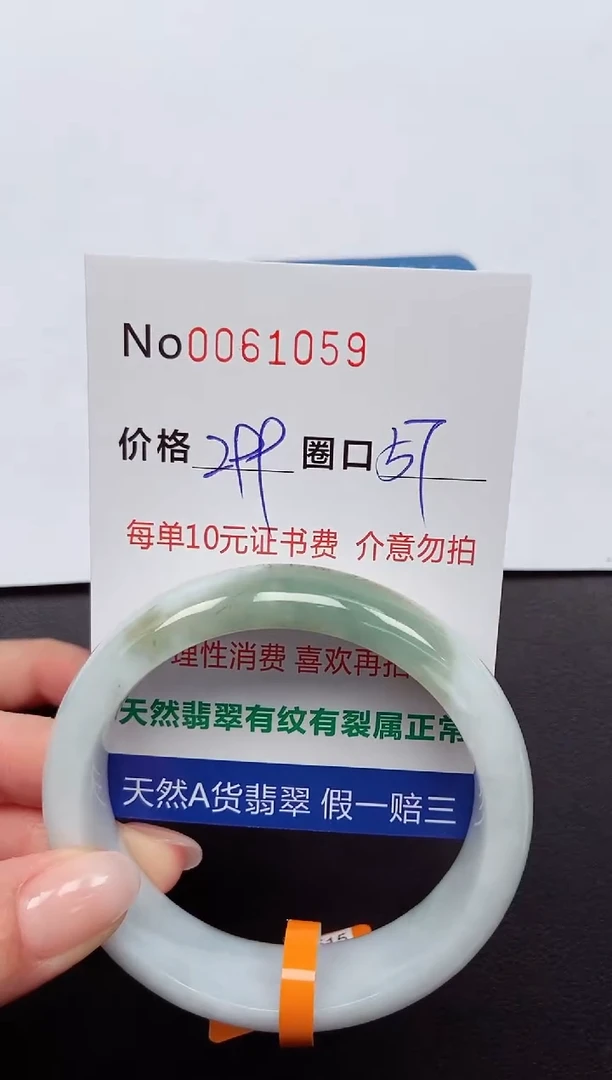 No0061059
价格 299 圈口 57
每单10元证书费 介意勿拍
理性消费 喜欢再拍
天然翡翠有纹有裂属正常
天然A货翡翠 假一赔三